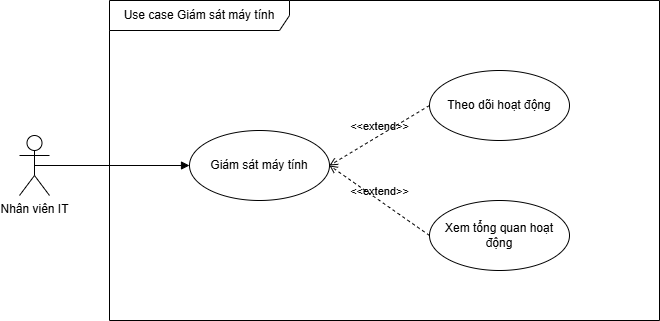 Use case Giám sát máy tính
Theo dõi hoạt động
<<extend>>
Giám sát máy tính
<<extend>>
Nhân viên IT
Xem tổng quan hoạt
động